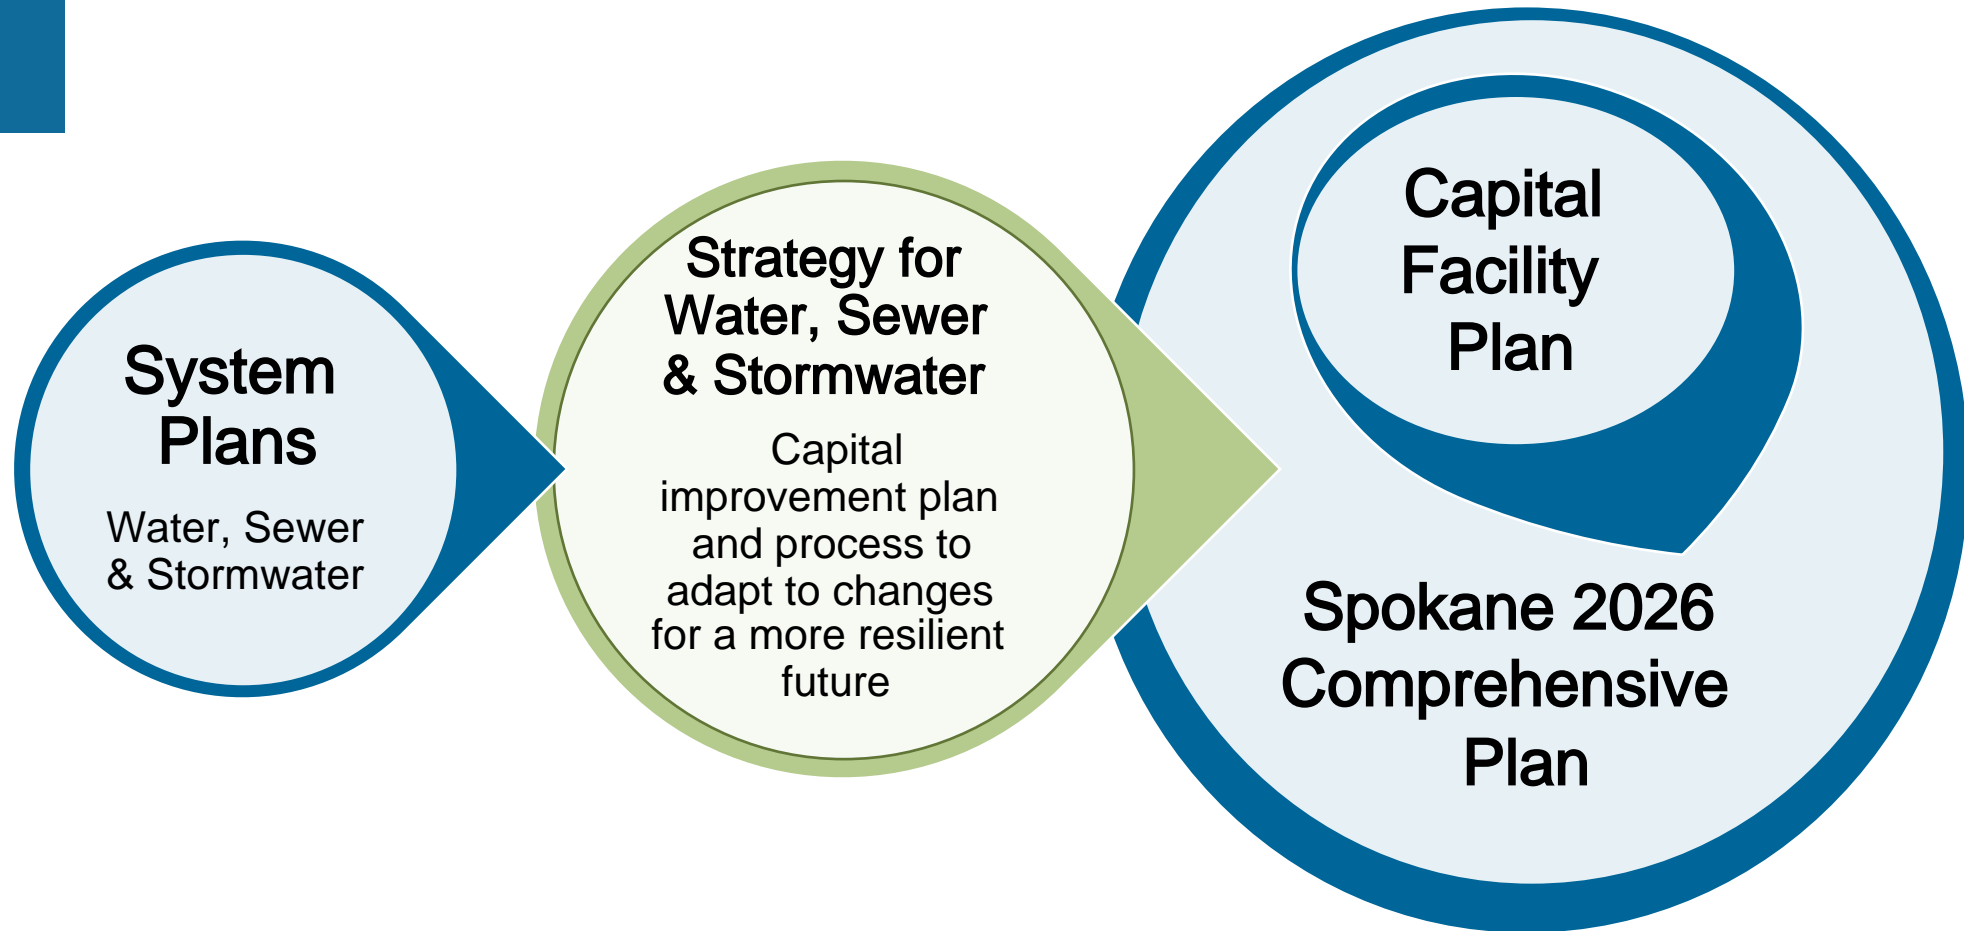 System
Plans
Water, Sewer
& Stormwater
Strategy for
Water, Sewer
& Stormwater
Capital
improvement plan
and process to
adapt to changes
for a more resilient
future
Capital
Facility
Plan
Spokane 2026
Comprehensive
Plan